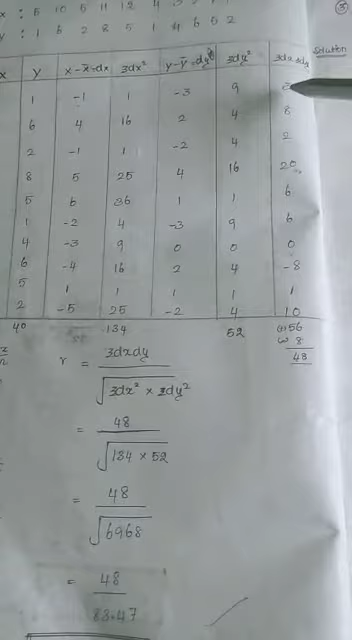 x : 5 10 5 11 12 4
y : 1 6 2 8 5 1 4 6 5 2
Solution
x y x - x̄ = dx 3dx² y - ȳ = dy 3dy² 3dx 3dy
1 -1 1 -3 9 3
6 4 16 2 4 8
2 -1 1 -2 4 2
8 5 25 4 16 20
5 6 36 1 1 6
1 -2 4 -3 9 6
4 -3 9 0 0 0
6 -4 16 2 4 -8
5 1 1 1 1 1
2 -5 25 -2 4 10
40 134 52 56
8
48
r = 3dxdy / √3dx² × 3dy²
= 48 / √134 × 52
= 48 / √6968
= 48 / 83.47